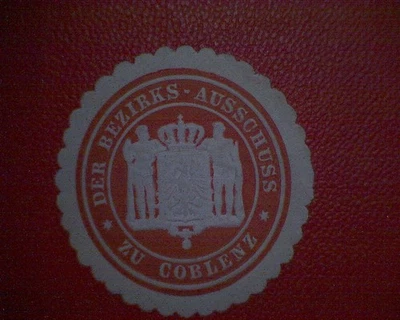 DER BEZIRKS-AUSSCHUSS
ZU COBLENZ